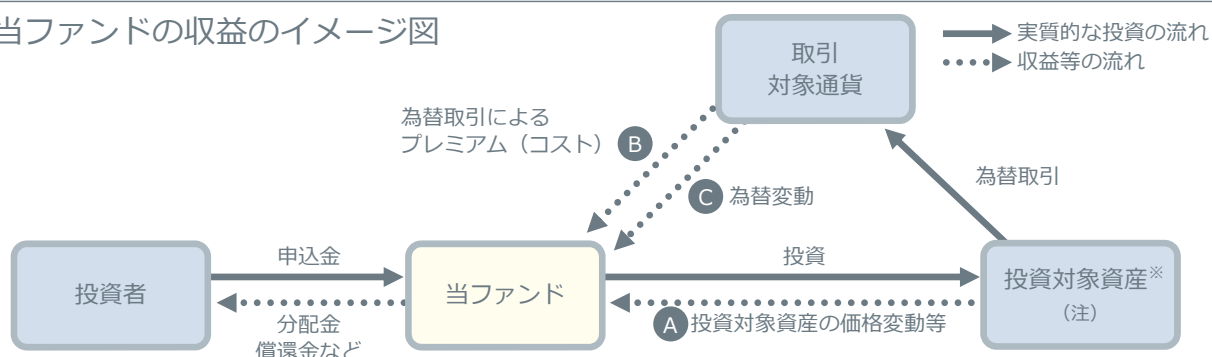 当ファンドの収益のイメージ図
実質的な投資の流れ
収益等の流れ
取引
対象通貨
為替取引による
プレミアム（コスト） B
C 為替変動
為替取引
投資者
申込金
分配金
償還金など
当ファンド
投資
A 投資対象資産の価格変動等
投資対象資産※
（注）